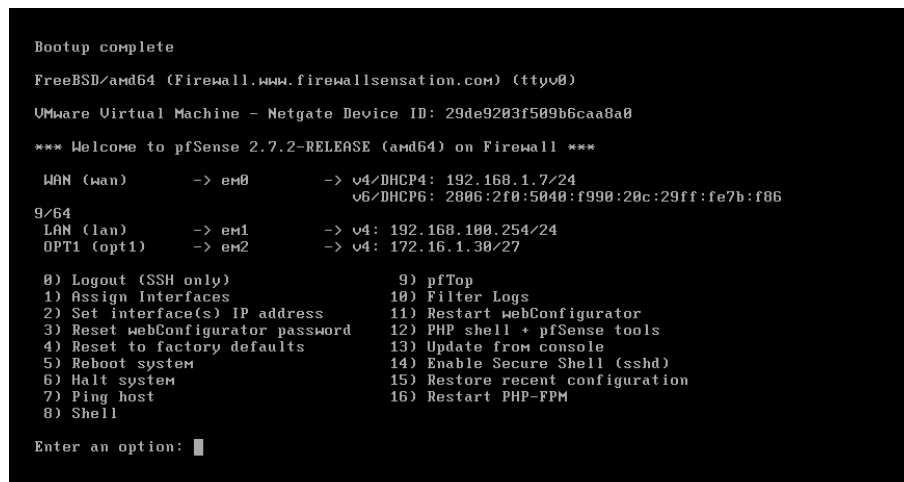 Bootup complete
FreeBSD/amd64 (Firewall.www.firewallsensation.com) (ttyv0)
VMware Virtual Machine - Netgate Device ID: 29de9203f509b6caa8a0
*** Welcome to pfSense 2.7.2-RELEASE (amd64) on Firewall ***
WAN (wan) -> em0 -> v4/DHCP4: 192.168.1.7/24
v6/DHCP6: 2806:2f0:5040:f990:20c:29ff:fe7b:f86
9/64
LAN (lan) -> em1 -> v4: 192.168.100.254/24
OPT1 (opt1) -> em2 -> v4: 172.16.1.30/27
0) Logout (SSH only) 9) pfTop
1) Assign Interfaces 10) Filter Logs
2) Set interface(s) IP address 11) Restart webConfigurator
3) Reset webConfigurator password 12) PHP shell + pfSense tools
4) Reset to factory defaults 13) Update from console
5) Reboot system 14) Enable Secure Shell (sshd)
6) Halt system 15) Restore recent configuration
7) Ping host 16) Restart PHP-FPM
8) Shell
Enter an option: